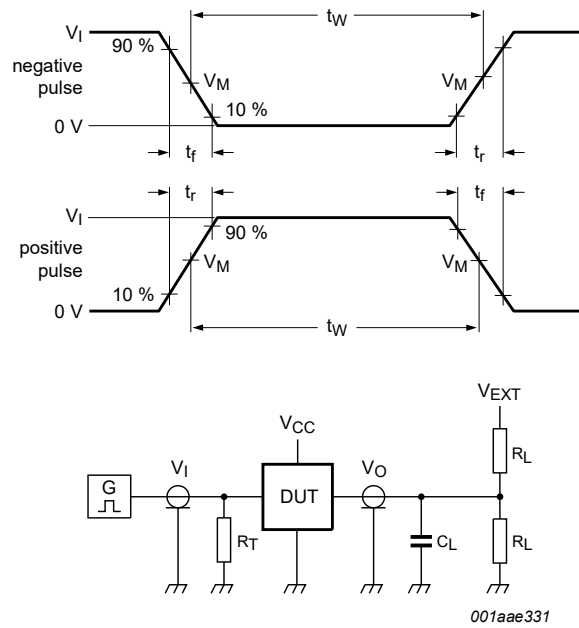 V_I
90 %
negative
pulse
V_M
t_W
V_M
10 %
0 V
t_f
t_r
t_r
t_f
V_I
positive
pulse
90 %
V_M
V_M
10 %
0 V
t_W
V_EXT
V_CC
R_L
V_I
V_O
G
DUT
R_T
C_L
R_L
001aae331